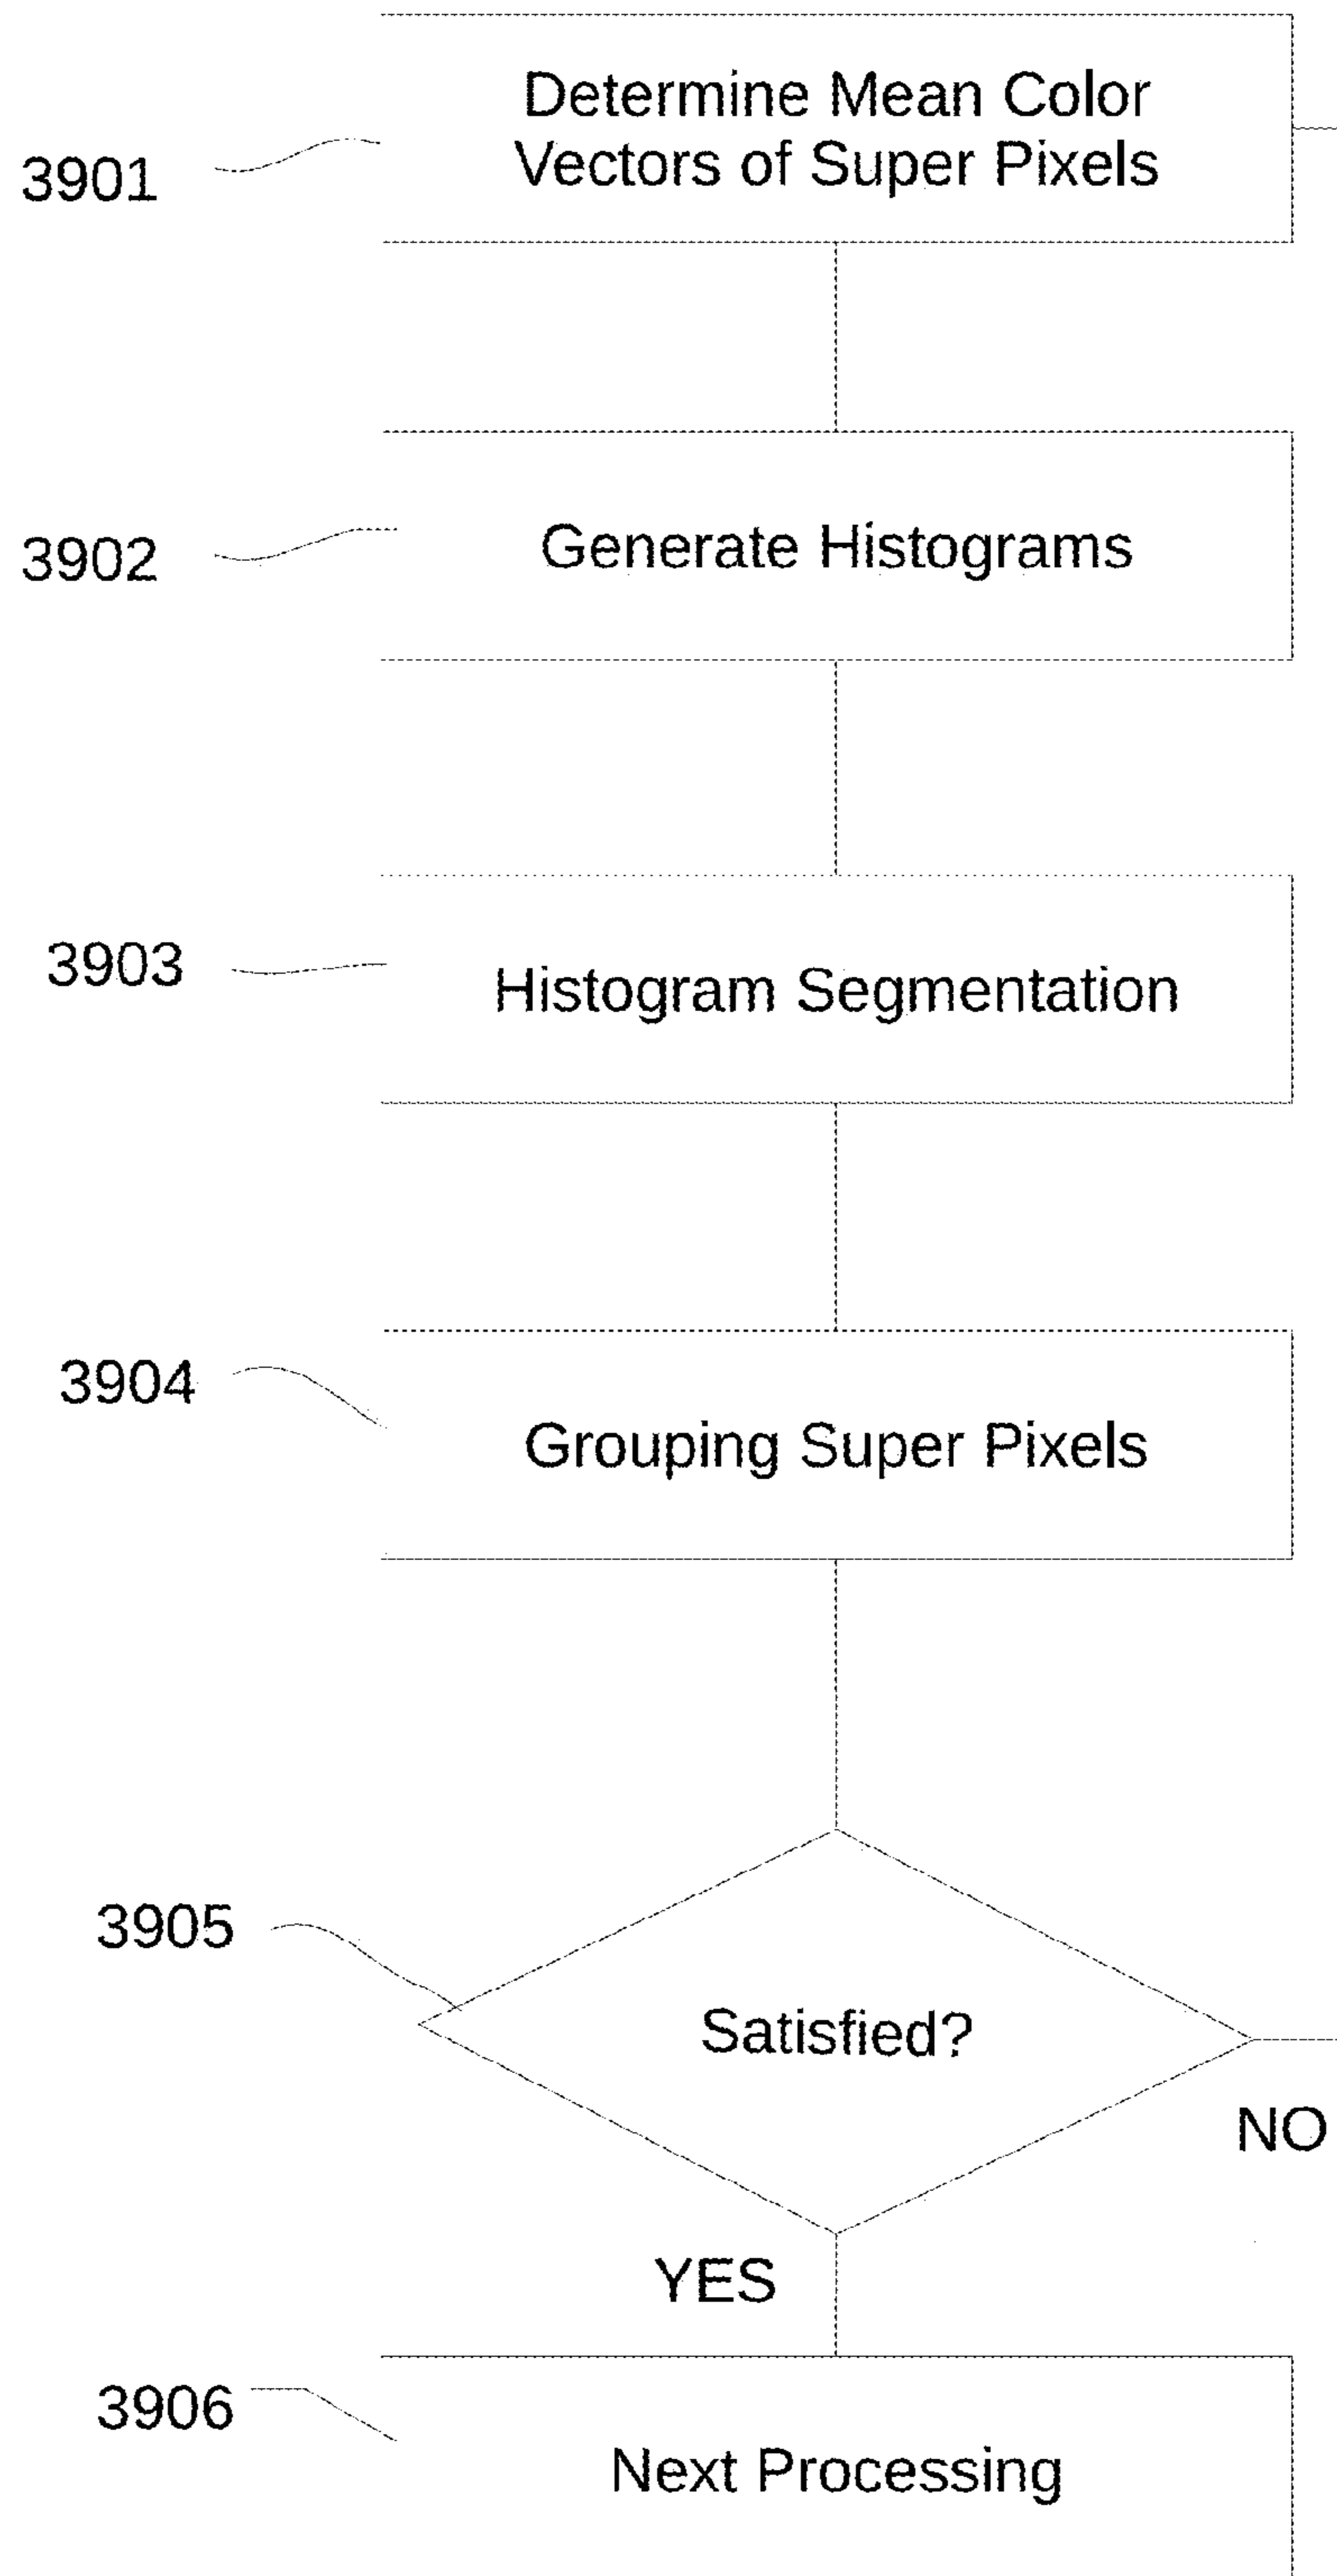 Determine Mean Color
Vectors of Super Pixels
3901
Generate Histograms
3902
Histogram Segmentation
3903
Grouping Super Pixels
3904
3905
Satisfied?
NO
YES
3906
Next Processing